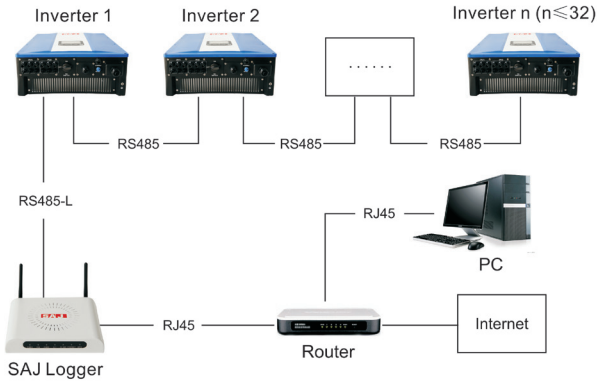 Inverter 1
Inverter 2
Inverter n (n≤32)
......
RS485
RS485
RS485
RS485-L
RJ45
PC
SAJ
RJ45
Internet
Router
SAJ Logger